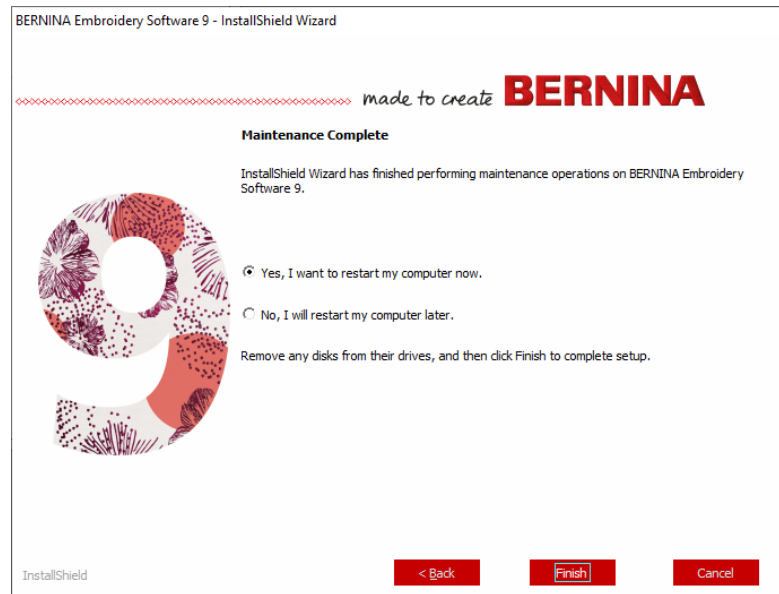 BERNINA Embroidery Software 9 - InstallShield Wizard
made to create BERNINA
Maintenance Complete
InstallShield Wizard has finished performing maintenance operations on BERNINA Embroidery
Software 9.
9
Yes, I want to restart my computer now.
No, I will restart my computer later.
Remove any disks from their drives, and then click Finish to complete setup.
InstallShield
< Back
Finish
Cancel